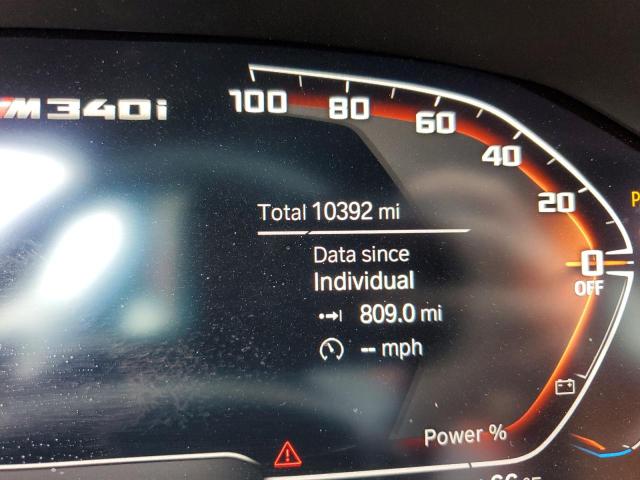 M340i
100 80 60 40 20 0
OFF
Total 10392 mi
Data since
Individual
809.0 mi
-- mph
Power %